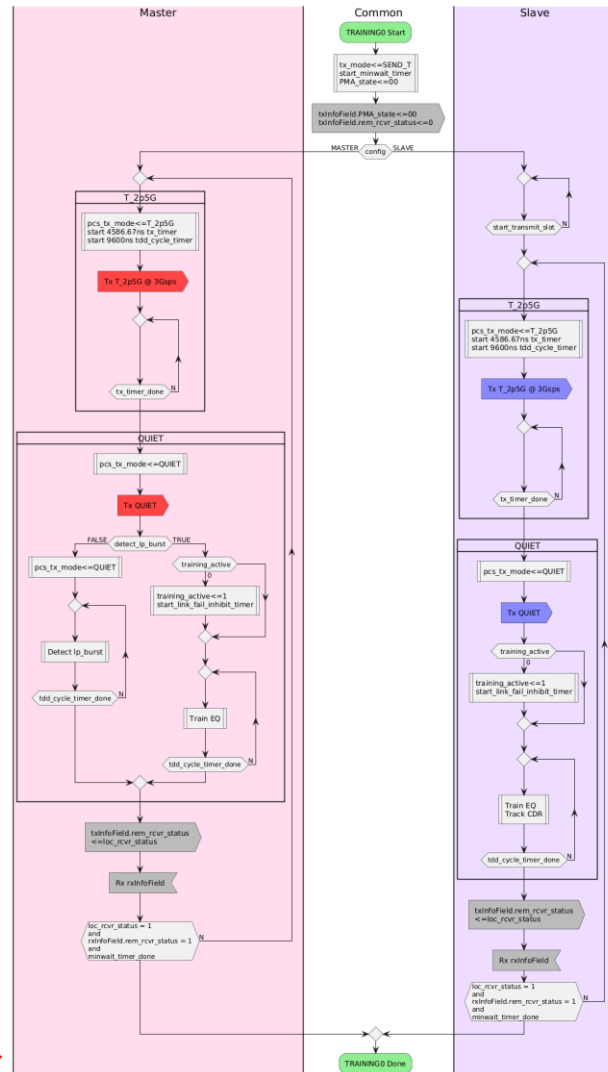 Master
Common
Slave
TRAINING0 Start
tx_mode<=SEND_T
start_minwait_timer
PMA_state<=00
txInfoField.PMA_state<=00
txInfoField.rem_rcvr_status<=0
MASTER
config
SLAVE
T_2p5G
pcs_tx_mode<=T_2p5G
start 4586.67ns tx_timer
start 9600ns tdd_cycle_timer
Tx T_2p5G @ 3Gsps
tx_timer_done
N
QUIET
pcs_tx_mode<=QUIET
Tx QUIET
detect_lp_burst
FALSE
TRUE
pcs_tx_mode<=QUIET
Detect lp_burst
tdd_cycle_timer_done
N
training_active
0
training_active<=1
start_link_fail_inhibit_timer
Train EQ
tdd_cycle_timer_done
N
txInfoField.rem_rcvr_status
<=loc_rcvr_status
Rx rxInfoField
loc_rcvr_status = 1
and
rxInfoField.rem_rcvr_status = 1
and
minwait_timer_done
N
start_transmit_slot
N
T_2p5G
pcs_tx_mode<=T_2p5G
start 4586.67ns tx_timer
start 9600ns tdd_cycle_timer
Tx T_2p5G @ 3Gsps
tx_timer_done
N
QUIET
pcs_tx_mode<=QUIET
Tx QUIET
training_active
0
training_active<=1
start_link_fail_inhibit_timer
Train EQ
Track CDR
tdd_cycle_timer_done
N
txInfoField.rem_rcvr_status
<=loc_rcvr_status
Rx rxInfoField
loc_rcvr_status = 1
and
rxInfoField.rem_rcvr_status = 1
and
minwait_timer_done
N
TRAINING0 Done